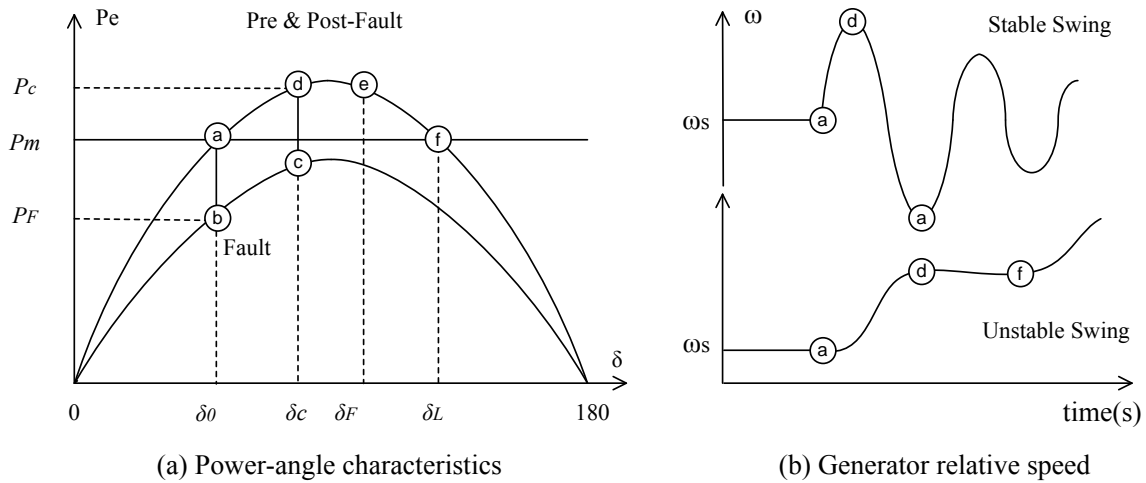 Pe
Pre & Post-Fault
Pc
d
e
a
Pm
f
c
PF
b
Fault
δ
0
δ0
δc
δF
δL
180
(a) Power-angle characteristics
ω
d
Stable Swing
ωs
a
a
d
f
Unstable Swing
ωs
a
time(s)
(b) Generator relative speed